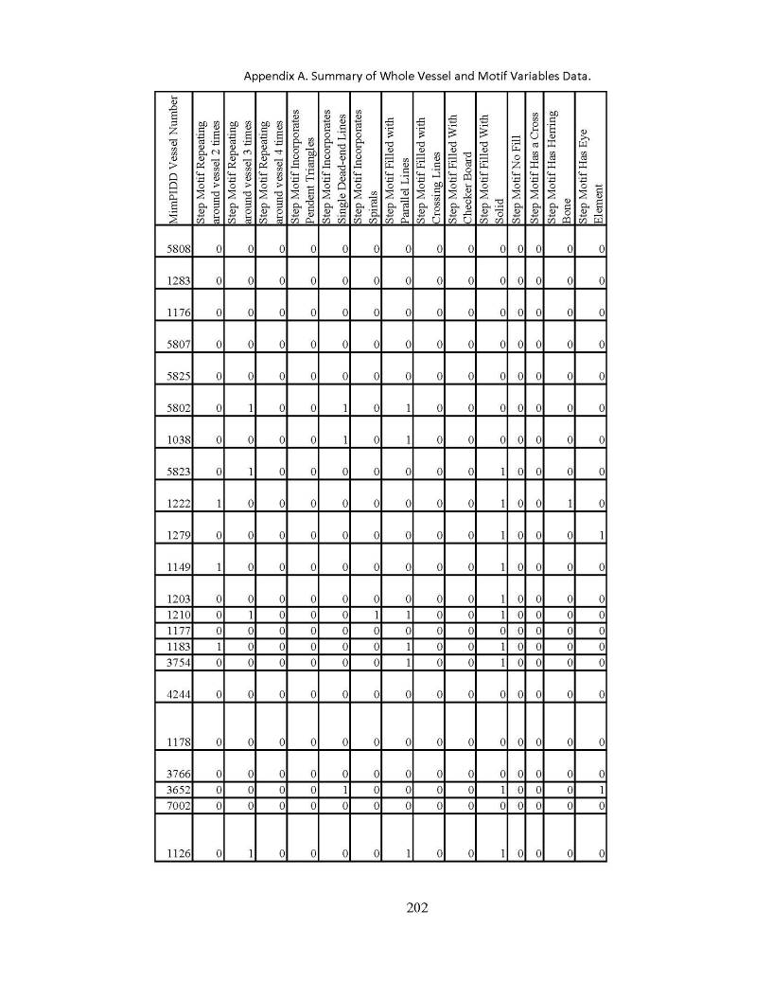 Appendix A. Summary of Whole Vessel and Motif Variables Data.
MimPIDD Vessel Number
Step Motif Repeating
around vessel 2 times
Step Motif Repeating
around vessel 3 times
Step Motif Repeating
around vessel 4 times
Step Motif Incorporates
Pendent Triangles
Step Motif Incorporates
Single Dead-end Lines
Step Motif Incorporates
Spirals
Step Motif Filled with
Parallel Lines
Step Motif Filled with
Crossing Lines
Step Motif Filled With
Checker Board
Step Motif Filled With
Solid
Step Motif No Fill
Step Motif Has a Cross
Step Motif Has Herring
Bone
Step Motif Has Eye
Element
5808 0 0 0 0 0 0 0 0 0 0 0 0 0 0
1283 0 0 0 0 0 0 0 0 0 0 0 0 0 0
1176 0 0 0 0 0 0 0 0 0 0 0 0 0 0
5807 0 0 0 0 0 0 0 0 0 0 0 0 0 0
5825 0 0 0 0 0 0 0 0 0 0 0 0 0 0
5802 0 1 0 0 1 0 1 0 0 0 0 0 0 0
1038 0 0 0 0 1 0 1 0 0 0 0 0 0 0
5823 0 1 0 0 0 0 0 0 0 1 0 0 0 0
1222 1 0 0 0 0 0 0 0 0 1 0 0 1 0
1279 0 0 0 0 0 0 0 0 0 1 0 0 0 1
1149 1 0 0 0 0 0 0 0 0 1 0 0 0 0
1203 0 0 0 0 0 0 0 0 0 1 0 0 0 0
1210 0 1 0 0 0 1 1 0 0 1 0 0 0 0
1177 0 0 0 0 0 0 0 0 0 0 0 0 0 0
1183 1 0 0 0 0 0 1 0 0 1 0 0 0 0
3754 0 0 0 0 0 0 1 0 0 1 0 0 0 0
4244 0 0 0 0 0 0 0 0 0 0 0 0 0 0
1178 0 0 0 0 0 0 0 0 0 0 0 0 0 0
3766 0 0 0 0 0 0 0 0 0 0 0 0 0 0
3652 0 0 0 0 1 0 0 0 0 1 0 0 0 1
7002 0 0 0 0 0 0 0 0 0 0 0 0 0 0
1126 0 1 0 0 0 0 1 0 0 1 0 0 0 0
202